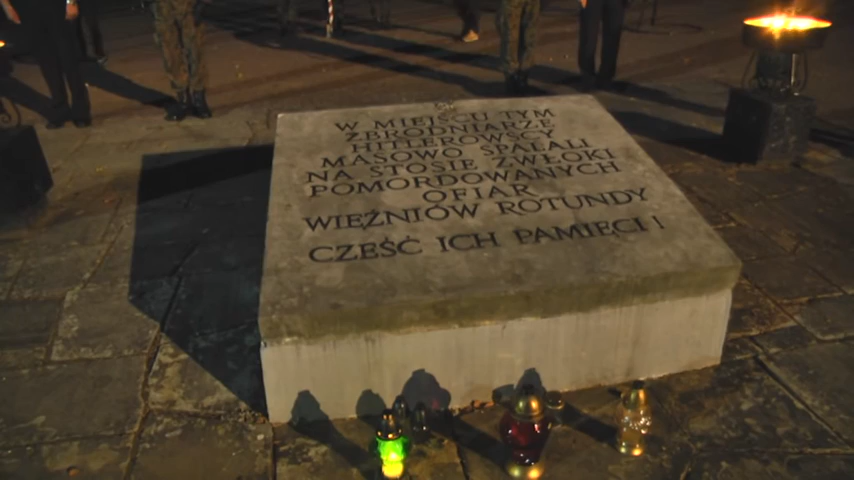 W MIEJSCU TYM
ZBRODNIARZE
HITLEROWSCY
MASOWO SPALALI
NA STOSIE ZWŁOKI
POMORDOWANYCH
OFIAR
WIĘŹNIÓW ROTUNDY
CZEŚĆ ICH PAMIĘCI !